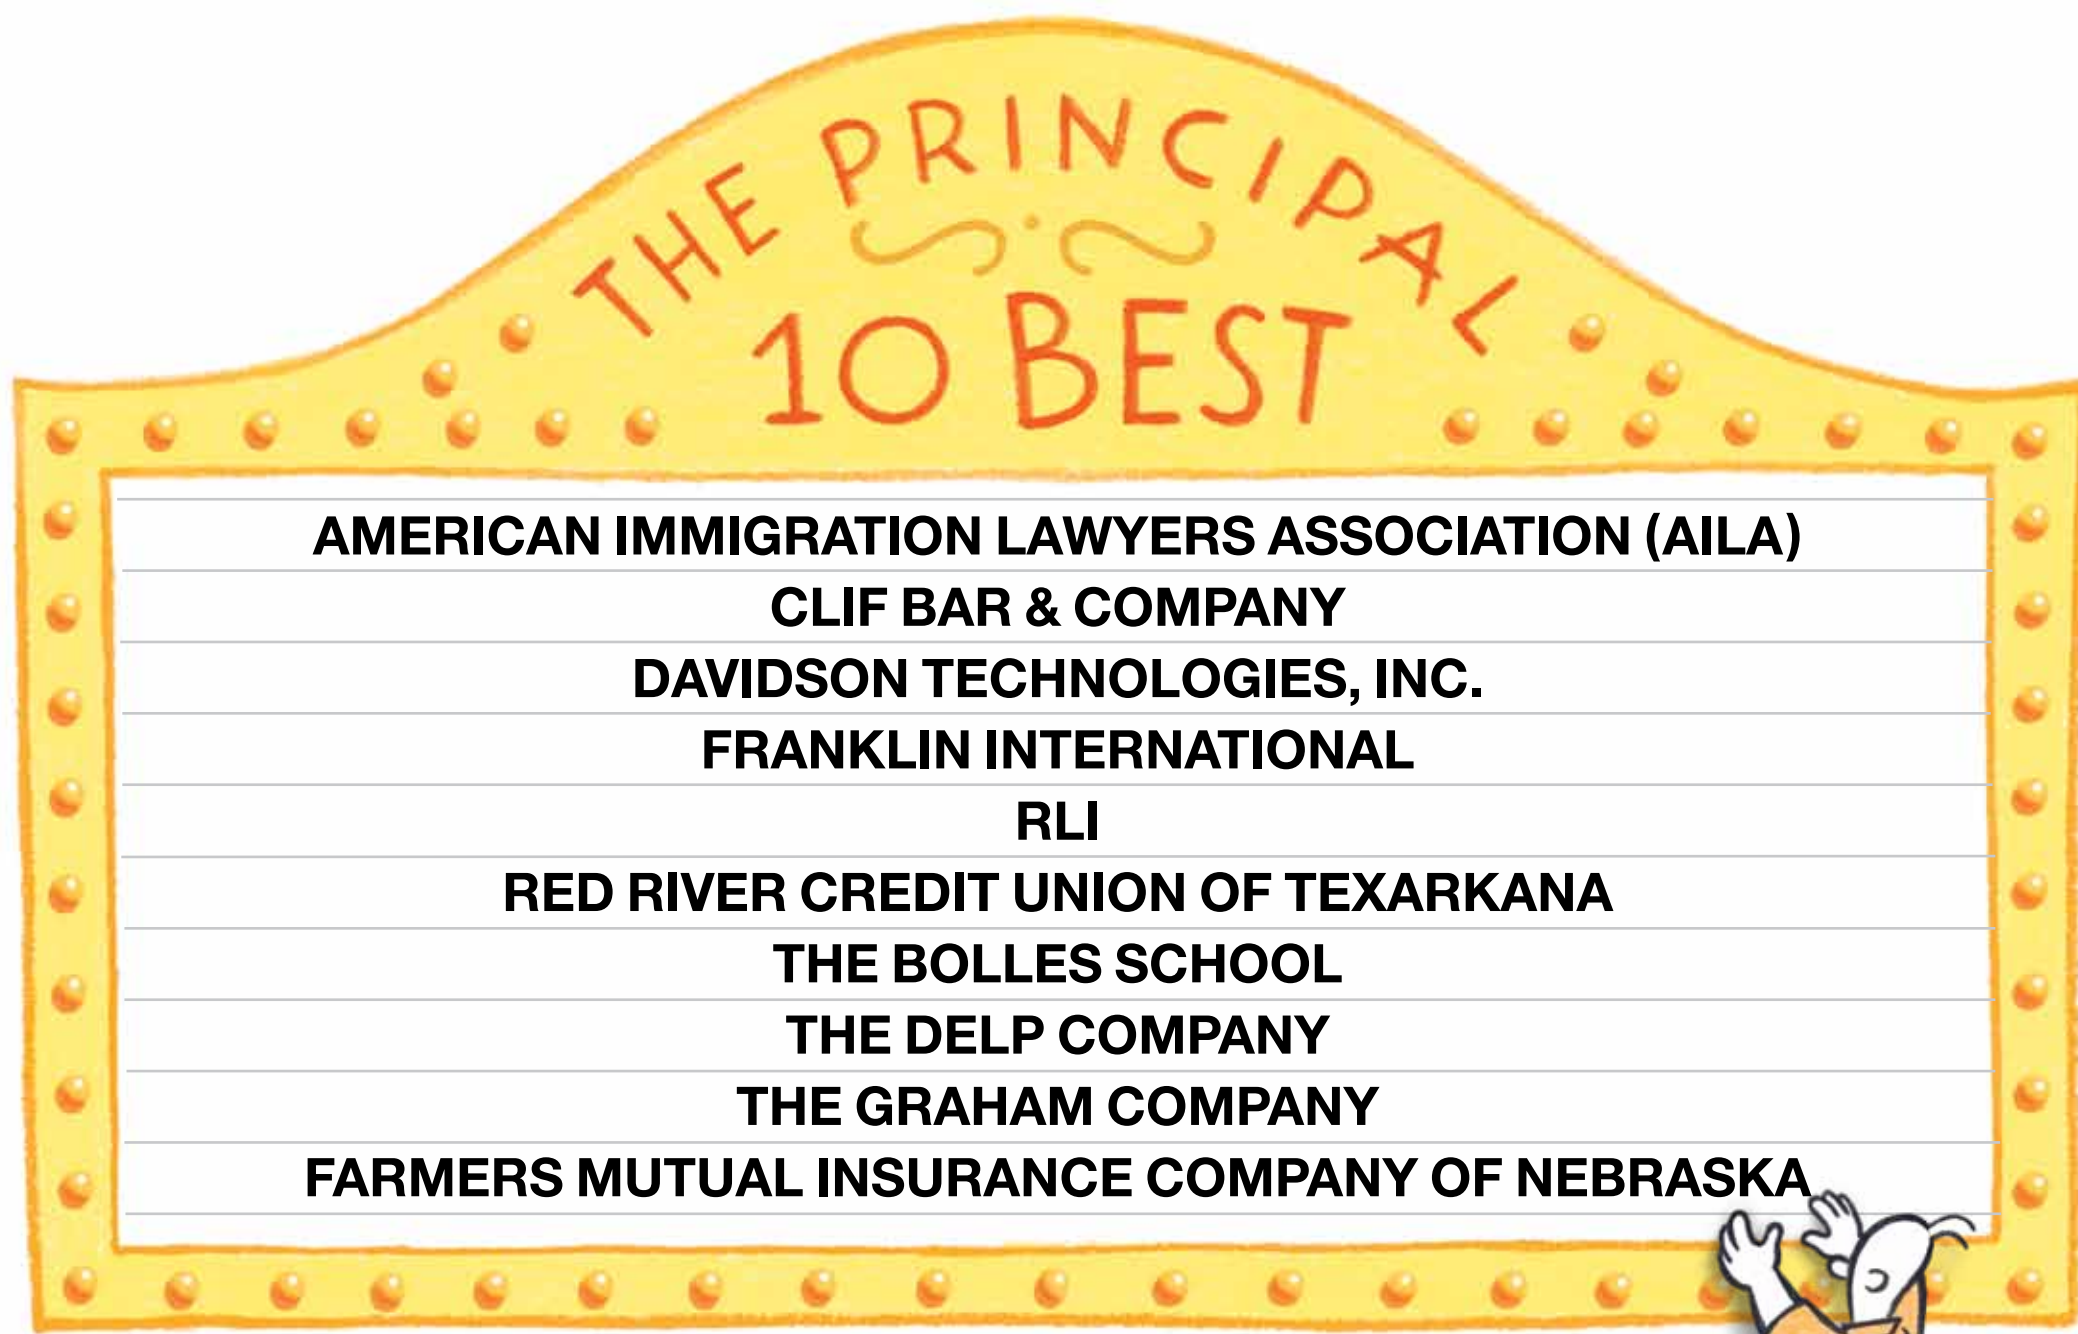 THE PRINCIPAL
10 BEST
AMERICAN IMMIGRATION LAWYERS ASSOCIATION (AILA)
CLIF BAR & COMPANY
DAVIDSON TECHNOLOGIES, INC.
FRANKLIN INTERNATIONAL
RLI
RED RIVER CREDIT UNION OF TEXARKANA
THE BOLLES SCHOOL
THE DELP COMPANY
THE GRAHAM COMPANY
FARMERS MUTUAL INSURANCE COMPANY OF NEBRASKA